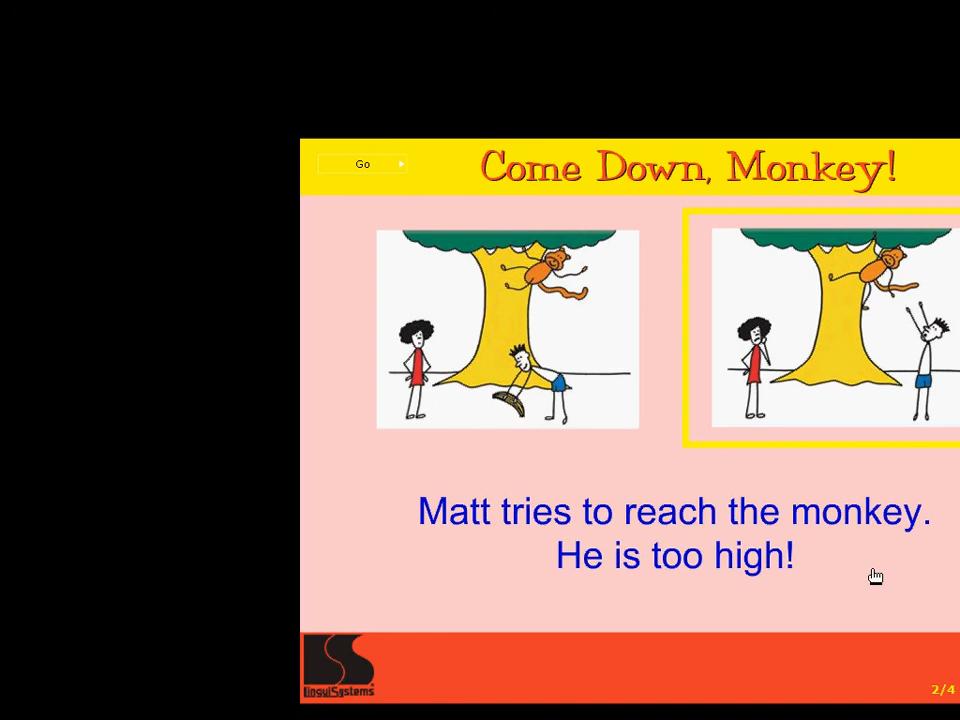 Go
Come Down, Monkey!
Matt tries to reach the monkey.
He is too high!
LinguiSystems
2/4